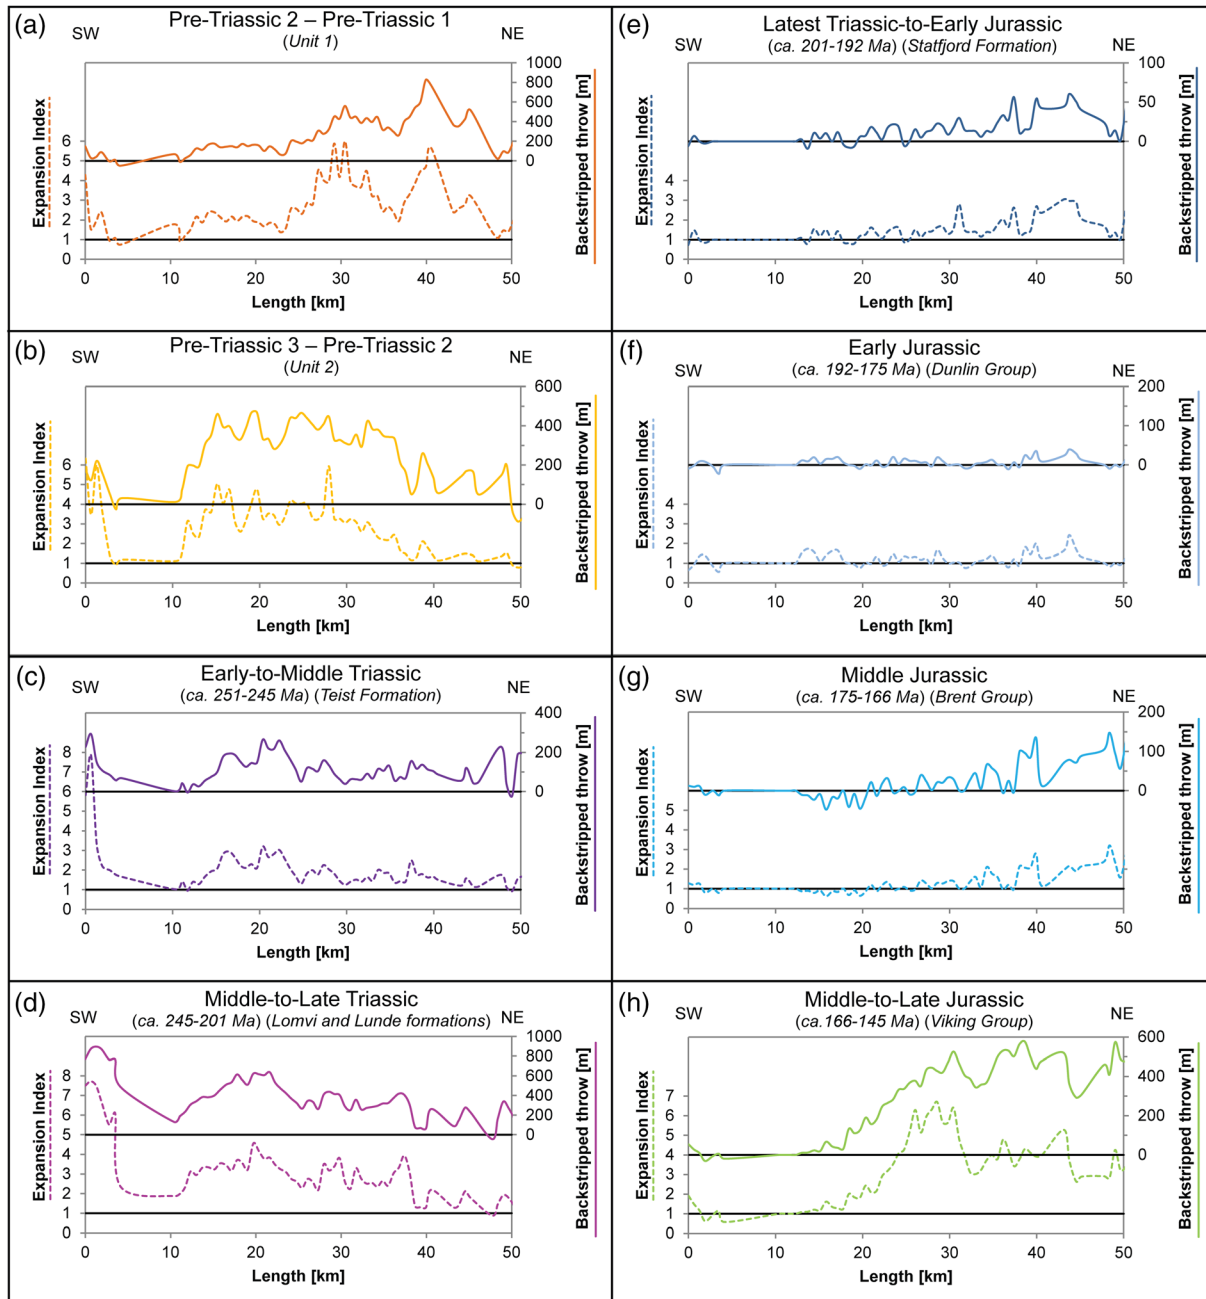 (a)
Pre-Triassic 2 – Pre-Triassic 1
(Unit 1)
SW
NE
Expansion Index
Backstripped throw [m]
1000
800
600
400
200
0
6
5
4
3
2
1
0
0 10 20 30 40 50
Length [km]
(b)
Pre-Triassic 3 – Pre-Triassic 2
(Unit 2)
SW
NE
Expansion Index
Backstripped throw [m]
600
400
200
0
6
5
4
3
2
1
0
0 10 20 30 40 50
Length [km]
(c)
Early-to-Middle Triassic
(ca. 251-245 Ma) (Teist Formation)
SW
NE
Expansion Index
Backstripped throw [m]
400
200
0
8
7
6
5
4
3
2
1
0
0 10 20 30 40 50
Length [km]
(d)
Middle-to-Late Triassic
(ca. 245-201 Ma) (Lomvi and Lunde formations)
SW
NE
Expansion Index
Backstripped throw [m]
1000
800
600
400
200
0
8
7
6
5
4
3
2
1
0
0 10 20 30 40 50
Length [km]
(e)
Latest Triassic-to-Early Jurassic
(ca. 201-192 Ma) (Statfjord Formation)
SW
NE
Expansion Index
Backstripped throw [m]
100
50
0
4
3
2
1
0
0 10 20 30 40 50
Length [km]
(f)
Early Jurassic
(ca. 192-175 Ma) (Dunlin Group)
SW
NE
Expansion Index
Backstripped throw [m]
200
100
0
4
3
2
1
0
0 10 20 30 40 50
Length [km]
(g)
Middle Jurassic
(ca. 175-166 Ma) (Brent Group)
SW
NE
Expansion Index
Backstripped throw [m]
200
100
0
5
4
3
2
1
0
0 10 20 30 40 50
Length [km]
(h)
Middle-to-Late Jurassic
(ca.166-145 Ma) (Viking Group)
SW
NE
Expansion Index
Backstripped throw [m]
600
400
200
0
7
6
5
4
3
2
1
0
0 10 20 30 40 50
Length [km]